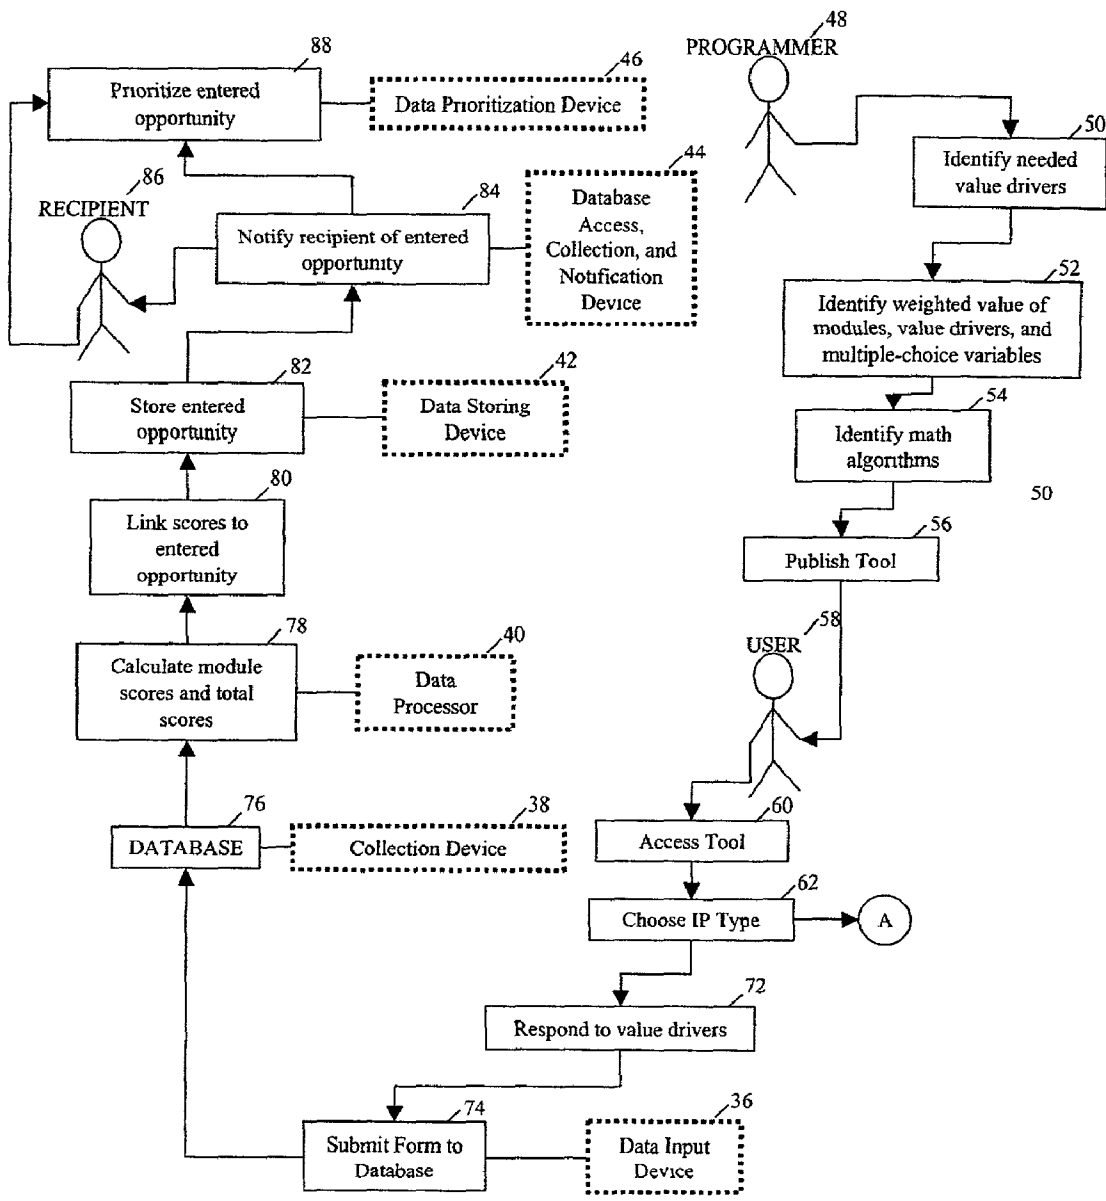 48
PROGRAMMER
50
Identify needed
value drivers
52
Identify weighted value of
modules, value drivers, and
multiple-choice variables
54
Identify math
algorithms
50
56
Publish Tool
58
USER
60
Access Tool
62
Choose IP Type
A
72
Respond to value drivers
74
Submit Form to
Database
36
Data Input
Device
76
DATABASE
38
Collection Device
78
Calculate module
scores and total
scores
40
Data
Processor
80
Link scores to
entered
opportunity
82
Store entered
opportunity
42
Data Storing
Device
84
Notify recipient of entered
opportunity
44
Database
Access,
Collection, and
Notification
Device
86
RECIPIENT
88
Prioritize entered
opportunity
46
Data Prioritization Device